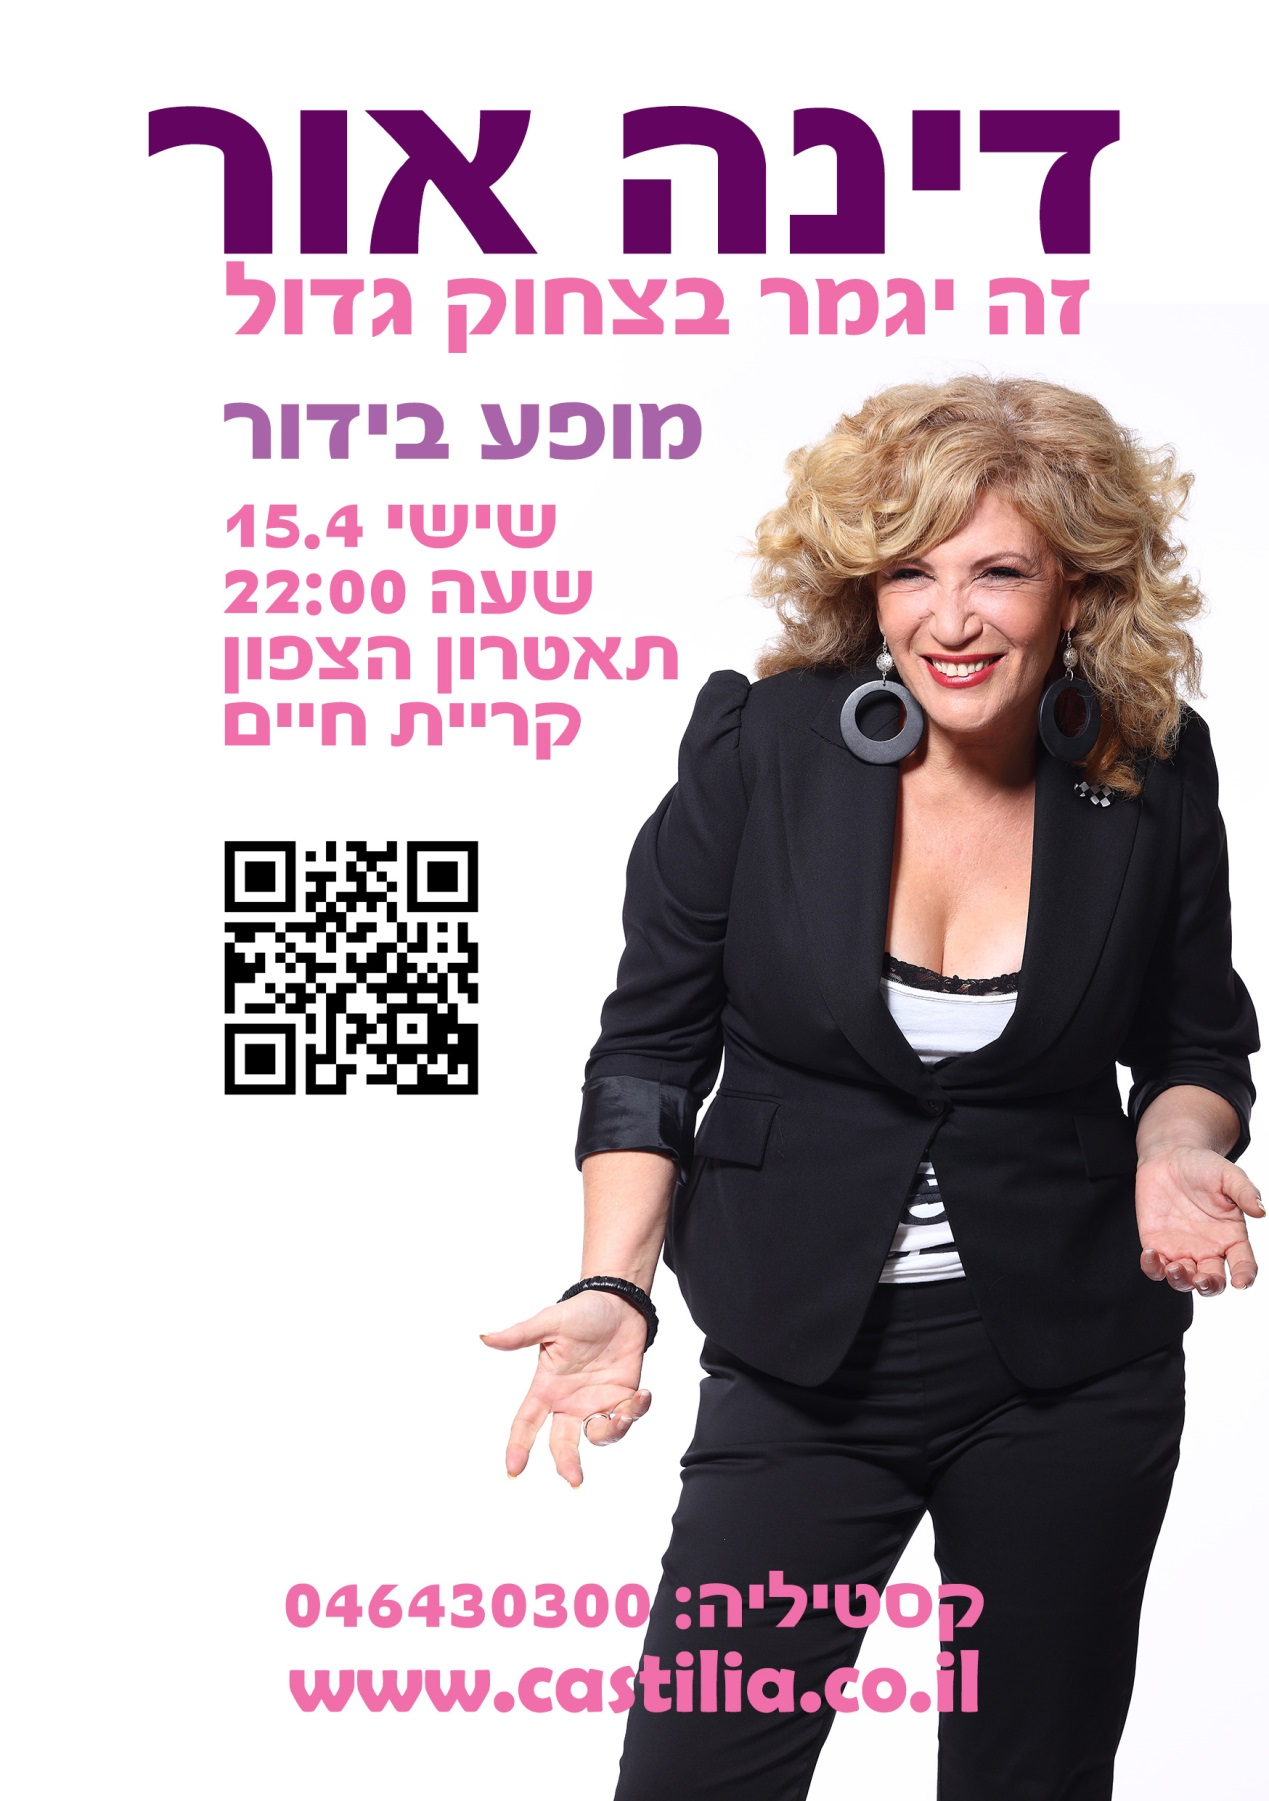 דינה אור
זה יגמר בצחוק גדול
מופע בידור
שישי 15.4
שעה 22:00
תאטרון הצפון
קריית חיים
קסטיליה: 046430300
www.castilia.co.il